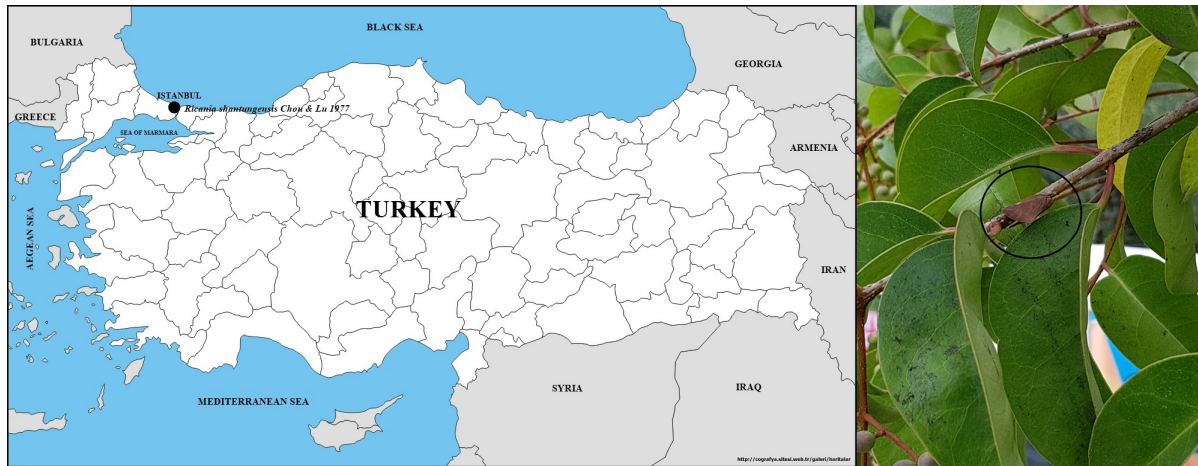 BULGARIA
BLACK SEA
GEORGIA
ISTANBUL
Ricania shantungensis Chou & Lu 1977
GREECE
SEA OF MARMARA
ARMENIA
TURKEY
AEGEAN SEA
IRAN
SYRIA
IRAQ
MEDITERRANEAN SEA
http://cografya.sitesi.web.tr/galeri/heritalar